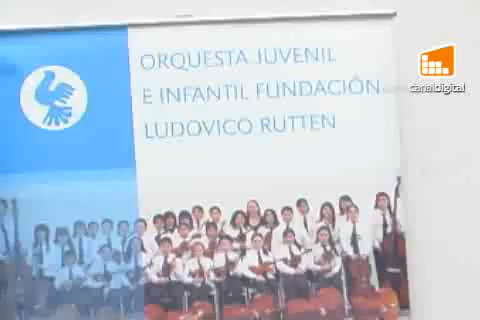 ORQUESTA JUVENIL
E INFANTIL FUNDACIÓN
LUDOVICO RUTTEN
canaldigital